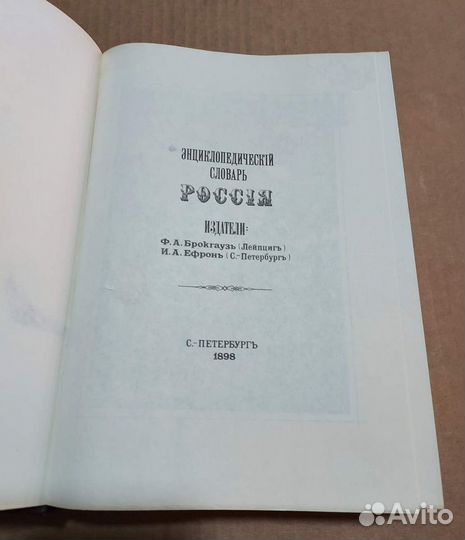 Энциклопедическій
словарь
РОССІЯ
Издатели:
Ф. А. Брокгаузъ (Лейпцигъ)
И. А. Ефронъ (С.-Петербургъ)
С.-ПЕТЕРБУРГЪ
1898
Avito